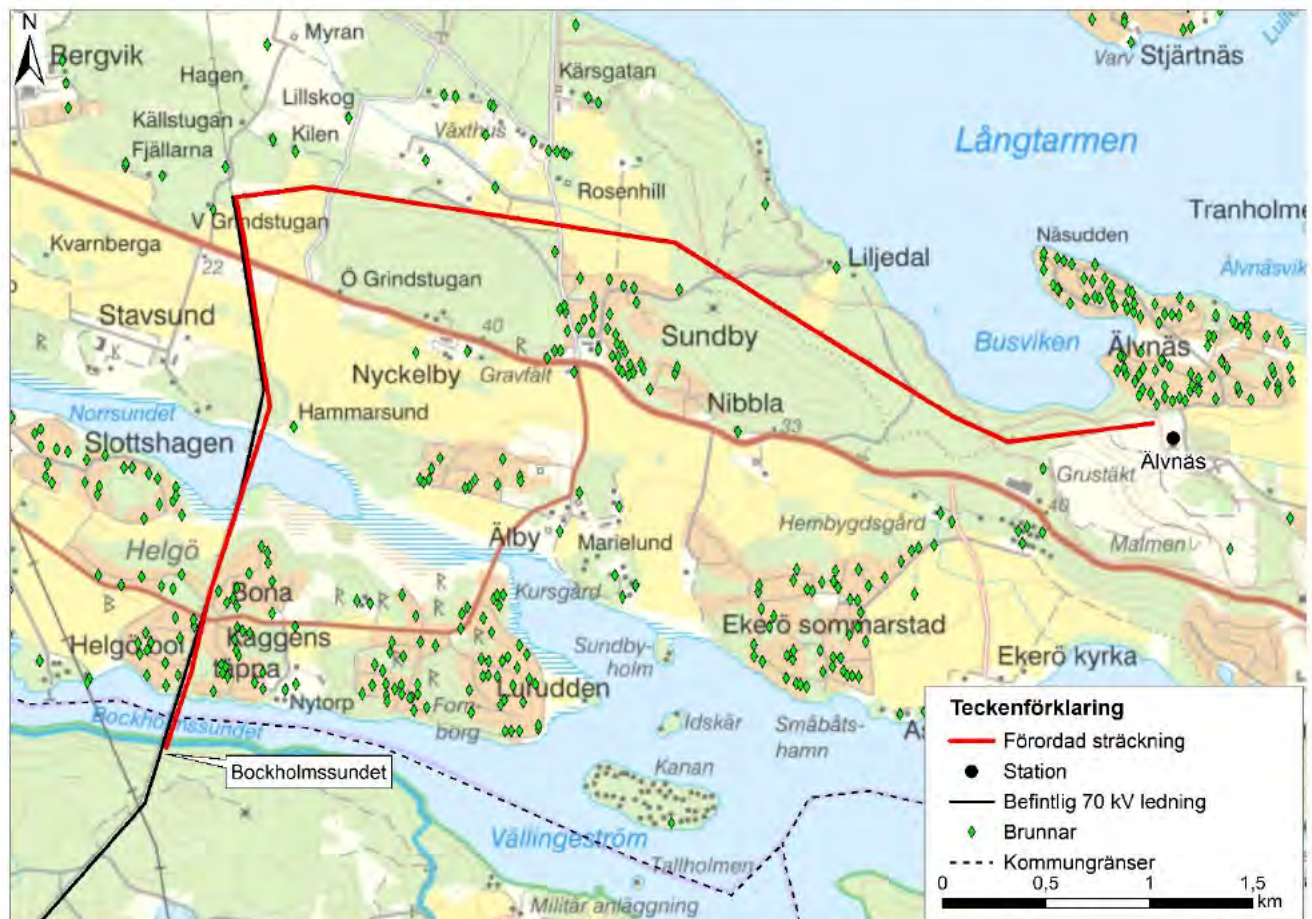 N
Bergvik
Myran
Hagen
Lillskog
Källstugan
Kilen
Fjällarna
Växthus
Kärsgatan
Varv
Stjärtnäs
Långtarmen
Rosenhill
V Grindstugan
Kvarnberga
22
Ö Grindstugan
Liljedal
Näsudden
Stavsund
R
R
40
R
Sundby
Busviken
Älvnäs
Nyckelby
Gravfält
Norrsundet
Hammarsund
Nibbla
33
Slottshagen
Älvnäs
Grustäkt
40
Älby
Marielund
Hembygdsgård
Malmen
Helgö
Bona
R
R
R
R
Kursgård
Helgö bol
Kaggens
täppa
R
R
Ekerö sommarstad
Sundby-
holm
Ekerö kyrka
Nytorp
Forn-
borg
Lurudden
Bockholmssundet
Idskär
Småbåts-
hamn
Bockholmssundet
Kanan
Vällingeström
Tallholmen
Militär anläggning
Teckenförklaring
Förordad sträckning
Station
Befintlig 70 kV ledning
Brunnar
Kommungränser
0 0,5 1 1,5
km